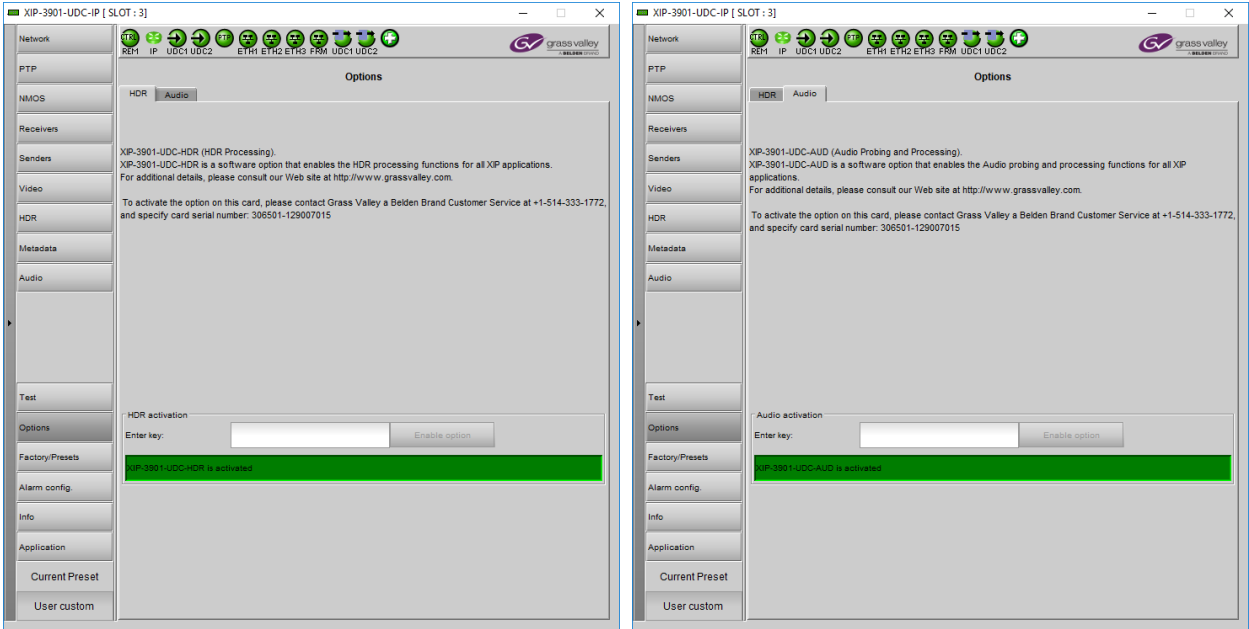 XIP-3901-UDC-IP [ SLOT : 3]
Network
PTP
NMOS
Receivers
Senders
Video
HDR
Metadata
Audio
Test
Options
Factory/Presets
Alarm config.
Info
Application
Current Preset
User custom
CTRL PTP
REM IP UDC1 UDC2 ETH1 ETH2 ETH3 FRM UDC1 UDC2
GV grass valley
A BELDEN BRAND
Options
HDR Audio
XIP-3901-UDC-HDR (HDR Processing).
XIP-3901-UDC-HDR is a software option that enables the HDR processing functions for all XIP applications.
For additional details, please consult our Web site at http://www.grassvalley.com.
To activate the option on this card, please contact Grass Valley a Belden Brand Customer Service at +1-514-333-1772,
and specify card serial number: 306501-129007015
HDR activation
Enter key: Enable option
XIP-3901-UDC-HDR is activated
XIP-3901-UDC-IP [ SLOT : 3]
Network
PTP
NMOS
Receivers
Senders
Video
HDR
Metadata
Audio
Test
Options
Factory/Presets
Alarm config.
Info
Application
Current Preset
User custom
CTRL PTP
REM IP UDC1 UDC2 ETH1 ETH2 ETH3 FRM UDC1 UDC2
GV grass valley
A BELDEN BRAND
Options
HDR Audio
XIP-3901-UDC-AUD (Audio Probing and Processing).
XIP-3901-UDC-AUD is a software option that enables the Audio probing and processing functions for all XIP
applications.
For additional details, please consult our Web site at http://www.grassvalley.com.
To activate the option on this card, please contact Grass Valley a Belden Brand Customer Service at +1-514-333-1772,
and specify card serial number: 306501-129007015
Audio activation
Enter key: Enable option
XIP-3901-UDC-AUD is activated